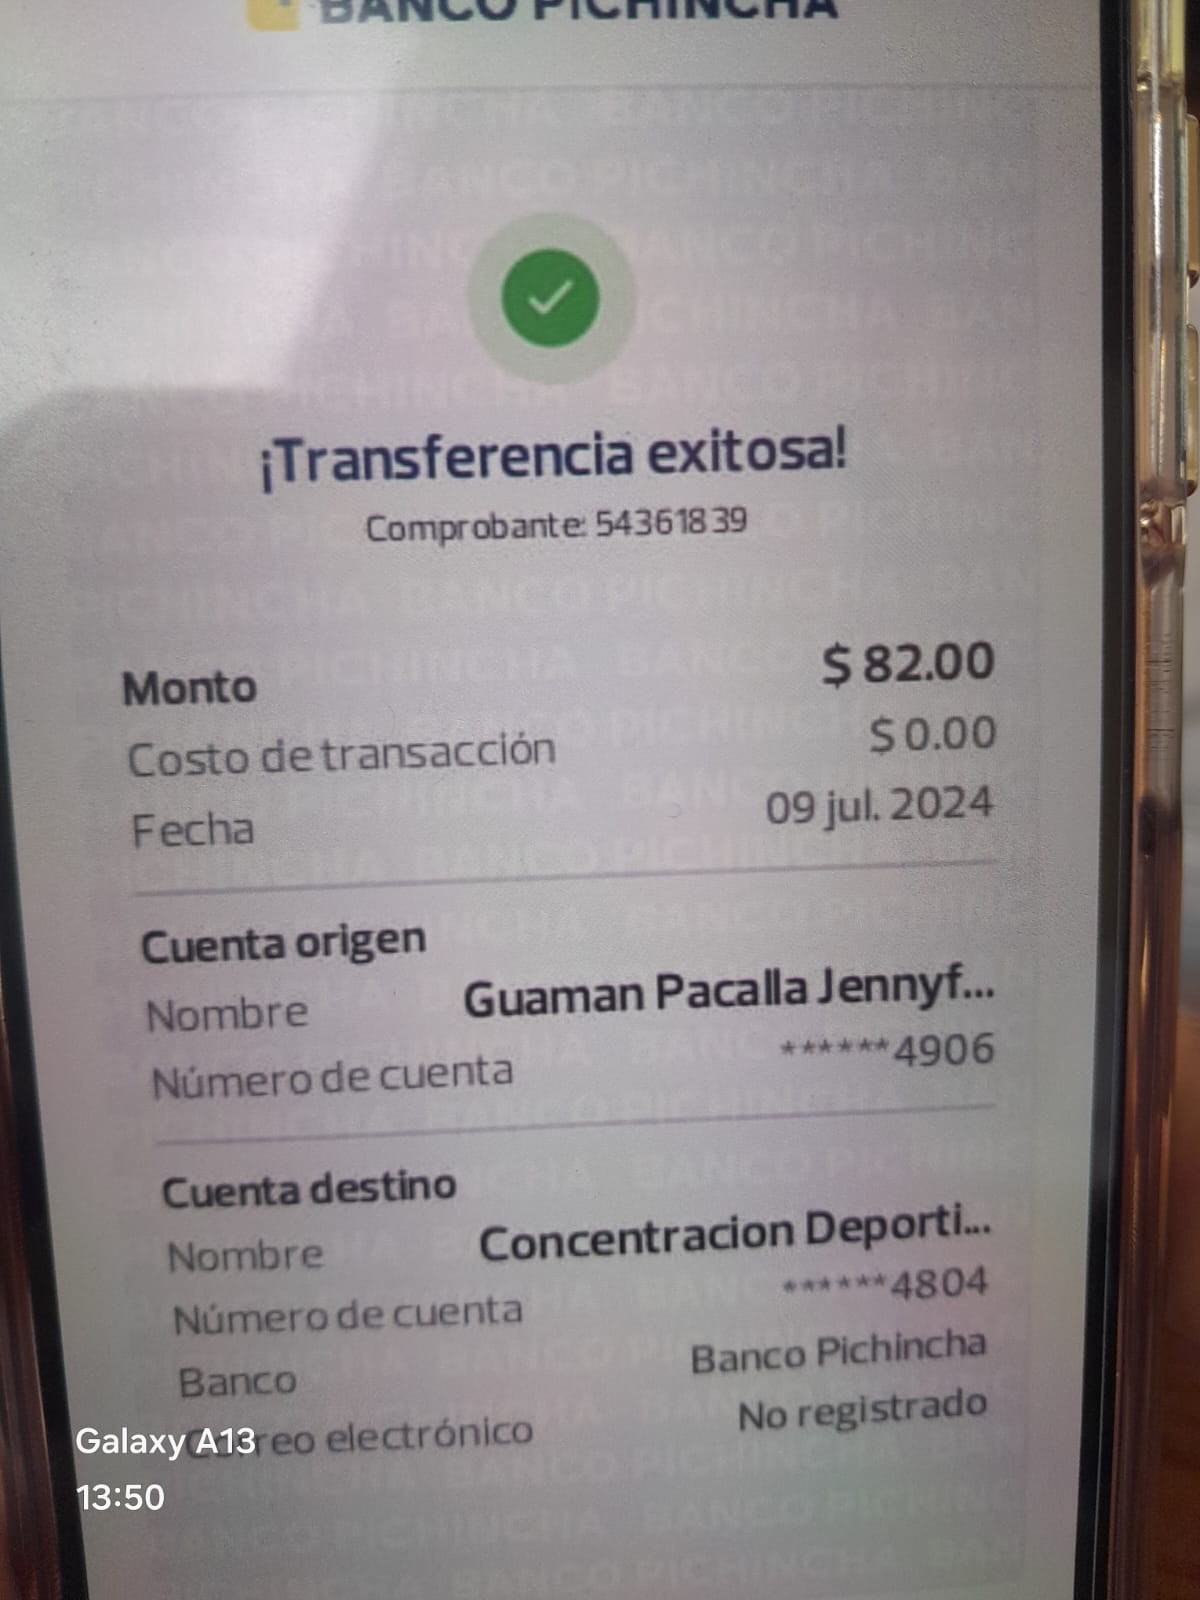 BANCO PICHINCHA
¡Transferencia exitosa!
Comprobante: 54361839
Monto $ 82.00
Costo de transacción $ 0.00
Fecha 09 jul. 2024
Cuenta origen
Nombre Guaman Pacalla Jennyf...
Número de cuenta ******4906
Cuenta destino
Nombre Concentracion Deporti...
Número de cuenta ******4804
Banco Banco Pichincha
Correo electrónico No registrado
Galaxy A13
13:50